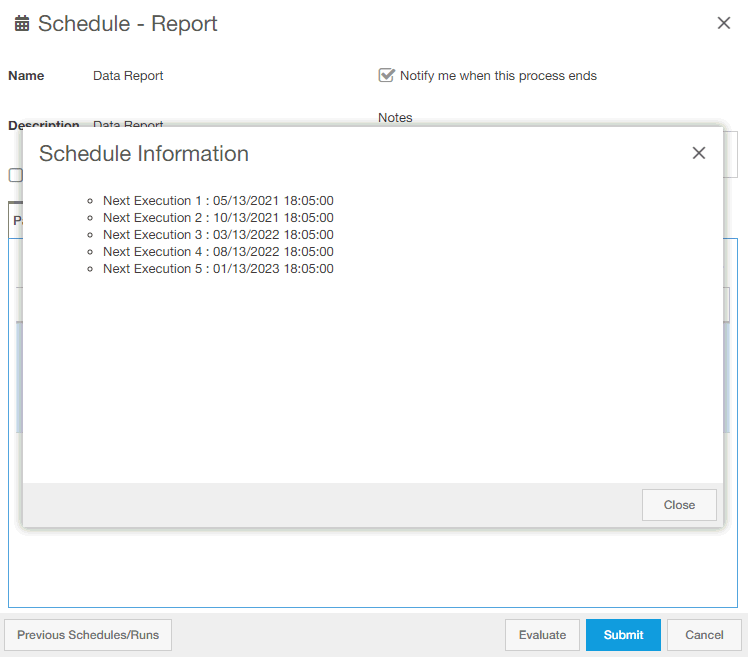 Schedule - Report
Name Data Report
Notify me when this process ends
Description Data Report
Notes
Schedule Information
Next Execution 1 : 05/13/2021 18:05:00
Next Execution 2 : 10/13/2021 18:05:00
Next Execution 3 : 03/13/2022 18:05:00
Next Execution 4 : 08/13/2022 18:05:00
Next Execution 5 : 01/13/2023 18:05:00
Close
Previous Schedules/Runs Evaluate Submit Cancel